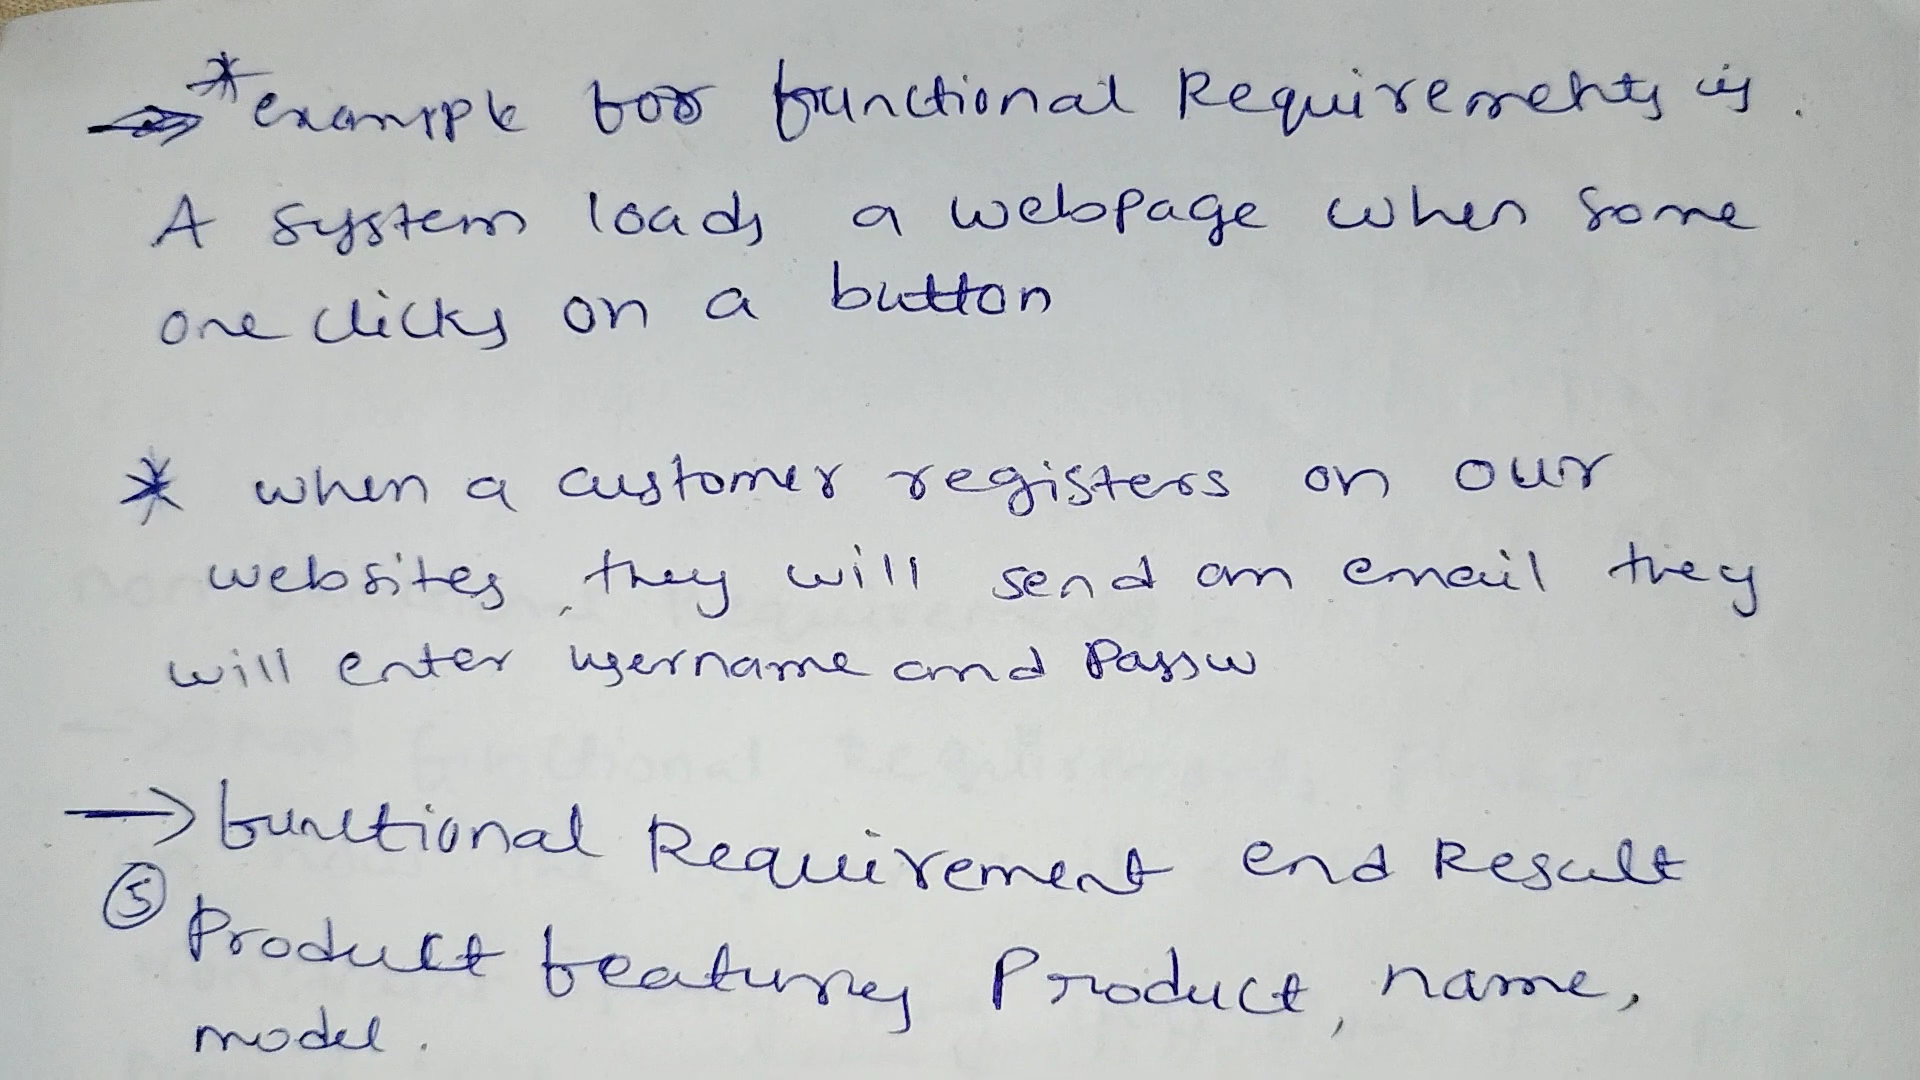 * example for functional Requirements is.
A system loads a webpage when some
one clicks on a button
* when a customer registers on our
websites, they will send an email they
will enter username and Passw
→ functional Requirement end Result
⑤ Product features Product, name,
model.